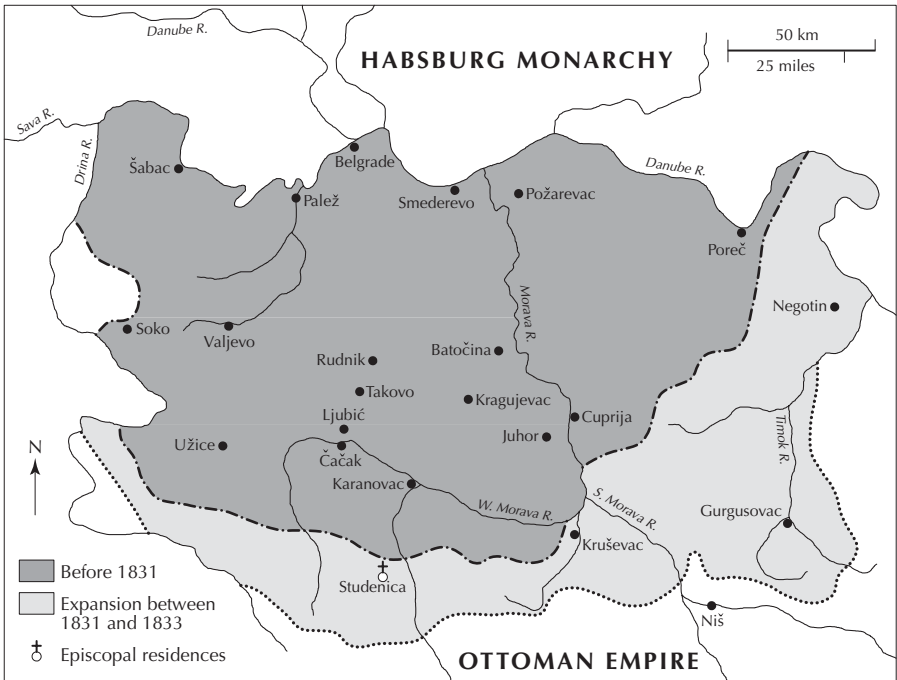 Danube R.
HABSBURG MONARCHY
50 km
25 miles
Sava R.
Drina R.
Šabac
Belgrade
Palež
Smederevo
Požarevac
Danube R.
Poreč
Negotin
Morava R.
Soko
Valjevo
Rudnik
Batočina
Takovo
Kragujevac
Ljubić
Cuprija
Užice
Čačak
Juhor
Timok R.
N
Karanovac
W. Morava R.
S. Morava R.
Gurgusovac
Kruševac
Studenica
Niš
Before 1831
Expansion between
1831 and 1833
Episcopal residences
OTTOMAN EMPIRE